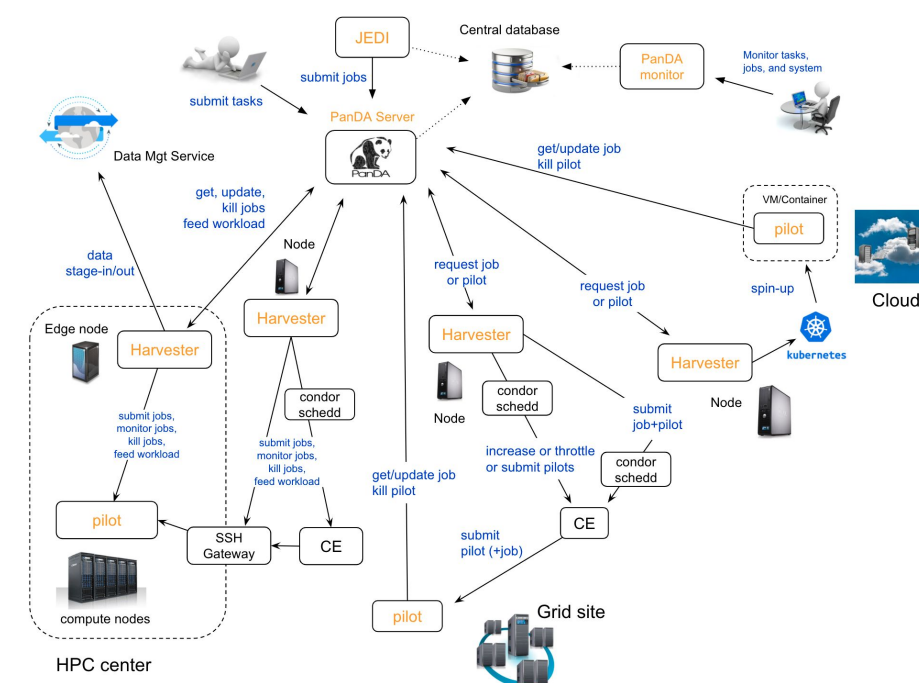 JEDI
Central database
PanDA
monitor
Monitor tasks,
jobs, and system
submit jobs
submit tasks
PanDA Server
PanDA
Data Mgt Service
get/update job
kill pilot
get, update,
kill jobs
feed workload
VM/Container
pilot
Node
data
stage-in/out
request job
or pilot
request job
or pilot
spin-up
Cloud
Edge node
Harvester
Harvester
Harvester
Harvester
kubernetes
condor
schedd
condor
schedd
Node
Node
submit jobs,
monitor jobs,
kill jobs,
feed workload
submit jobs,
monitor jobs,
kill jobs,
feed workload
submit
job+pilot
increase or throttle
or submit pilots
condor
schedd
get/update job
kill pilot
pilot
SSH
Gateway
CE
CE
submit
pilot (+job)
compute nodes
pilot
Grid site
HPC center